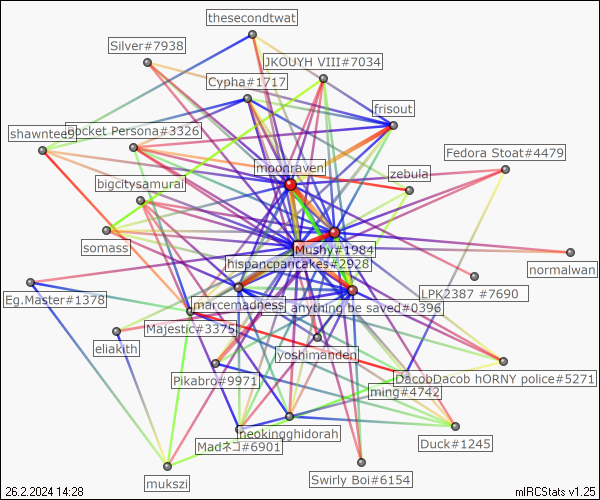 thesecondtwat
Silver#7938
JKOUYH VIII#7034
Cypha#1717
frisout
shawntee9
pocket Persona#3326
Fedora Stoat#4479
moonraven
zebula
bigcitysamurai
somass
Mushy#1984
hispancpancakes#2928
normalwan
LPK2387 #7690
Eg.Master#1378
marcemadness
anything be saved#0396
Majestic#3375
eliakith
yoshimanden
Pikabro#9971
DacobDacob hORNY police#5271
ming#4742
neokingghidorah
Madネコ#6901
Duck#1245
mukszi
Swirly Boi#6154
26.2.2024 14:28
mIRCStats v1.25